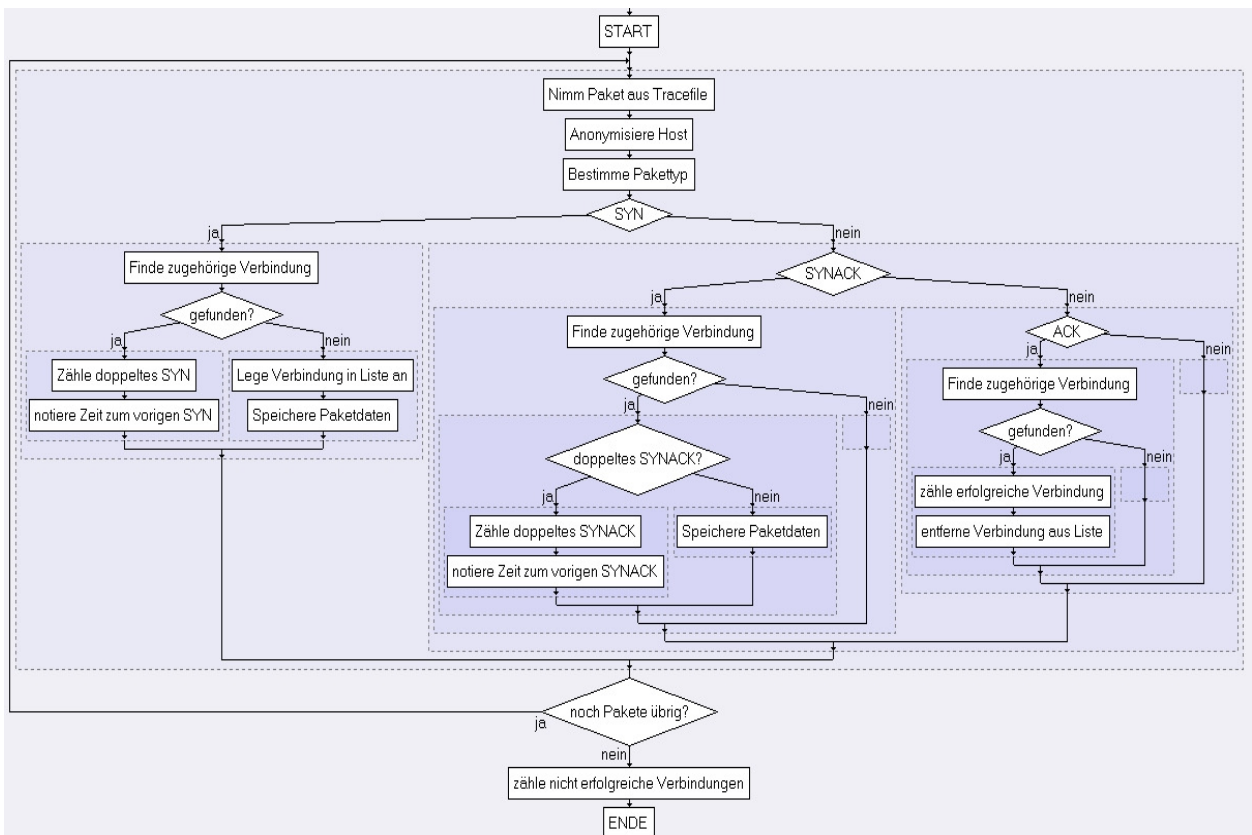 START
Nimm Paket aus Tracefile
Anonymisiere Host
Bestimme Pakettyp
SYN
ja
nein
Finde zugehörige Verbindung
gefunden?
ja
nein
Zähle doppeltes SYN
notiere Zeit zum vorigen SYN
Lege Verbindung in Liste an
Speichere Paketdaten
SYNACK
ja
nein
Finde zugehörige Verbindung
gefunden?
ja
nein
doppeltes SYNACK?
ja
nein
Zähle doppeltes SYNACK
notiere Zeit zum vorigen SYNACK
Speichere Paketdaten
ACK
ja
nein
Finde zugehörige Verbindung
gefunden?
ja
nein
zähle erfolgreiche Verbindung
entferne Verbindung aus Liste
noch Pakete übrig?
ja
nein
zähle nicht erfolgreiche Verbindungen
ENDE